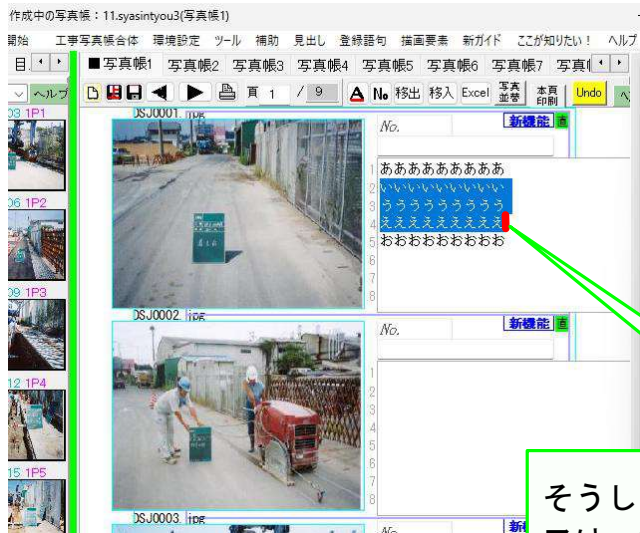 作成中の写真帳：11.syasintyou3(写真帳1)
開始 工事写真帳合体 環境設定 ツール 補助 見出し 登録語句 描画要素 新ガイド ここが知りたい！ ヘルプ
目. ■写真帳1 写真帳2 写真帳3 写真帳4 写真帳5 写真帳6 写真帳7
ヘルプ 頁 1 / 9 A No 移出 移入 Excel 写真並替 本頁印刷 Undo
03 1P1
DSJ0001.jpg
No. 新機能 直
1 あああああああああ
2 いいいいいいいいい
3 ううううううううう
4 えええええええええ
5 おおおおおおおおお
6
7
8
06 1P2
09 1P3
DSJ0002.jpg
No. 新機能 直
1
2
3
4
5
6
7
8
12 1P4
15 1P5
DSJ0003.jpg
No.
そうし